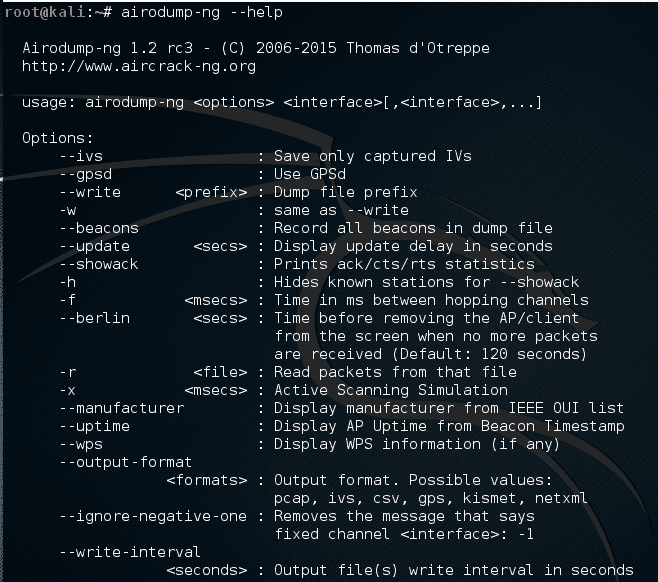 root@kali:~# airodump-ng --help
Airodump-ng 1.2 rc3 - (C) 2006-2015 Thomas d'Otreppe
http://www.aircrack-ng.org
usage: airodump-ng <options> <interface>[,<interface>,...]
Options:
--ivs : Save only captured IVs
--gpsd : Use GPSd
--write <prefix> : Dump file prefix
-w : same as --write
--beacons : Record all beacons in dump file
--update <secs> : Display update delay in seconds
--showack : Prints ack/cts/rts statistics
-h : Hides known stations for --showack
-f <msecs> : Time in ms between hopping channels
--berlin <secs> : Time before removing the AP/client
from the screen when no more packets
are received (Default: 120 seconds)
-r <file> : Read packets from that file
-x <msecs> : Active Scanning Simulation
--manufacturer : Display manufacturer from IEEE OUI list
--uptime : Display AP Uptime from Beacon Timestamp
--wps : Display WPS information (if any)
--output-format
<formats> : Output format. Possible values:
pcap, ivs, csv, gps, kismet, netxml
--ignore-negative-one : Removes the message that says
fixed channel <interface>: -1
--write-interval
<seconds> : Output file(s) write interval in seconds